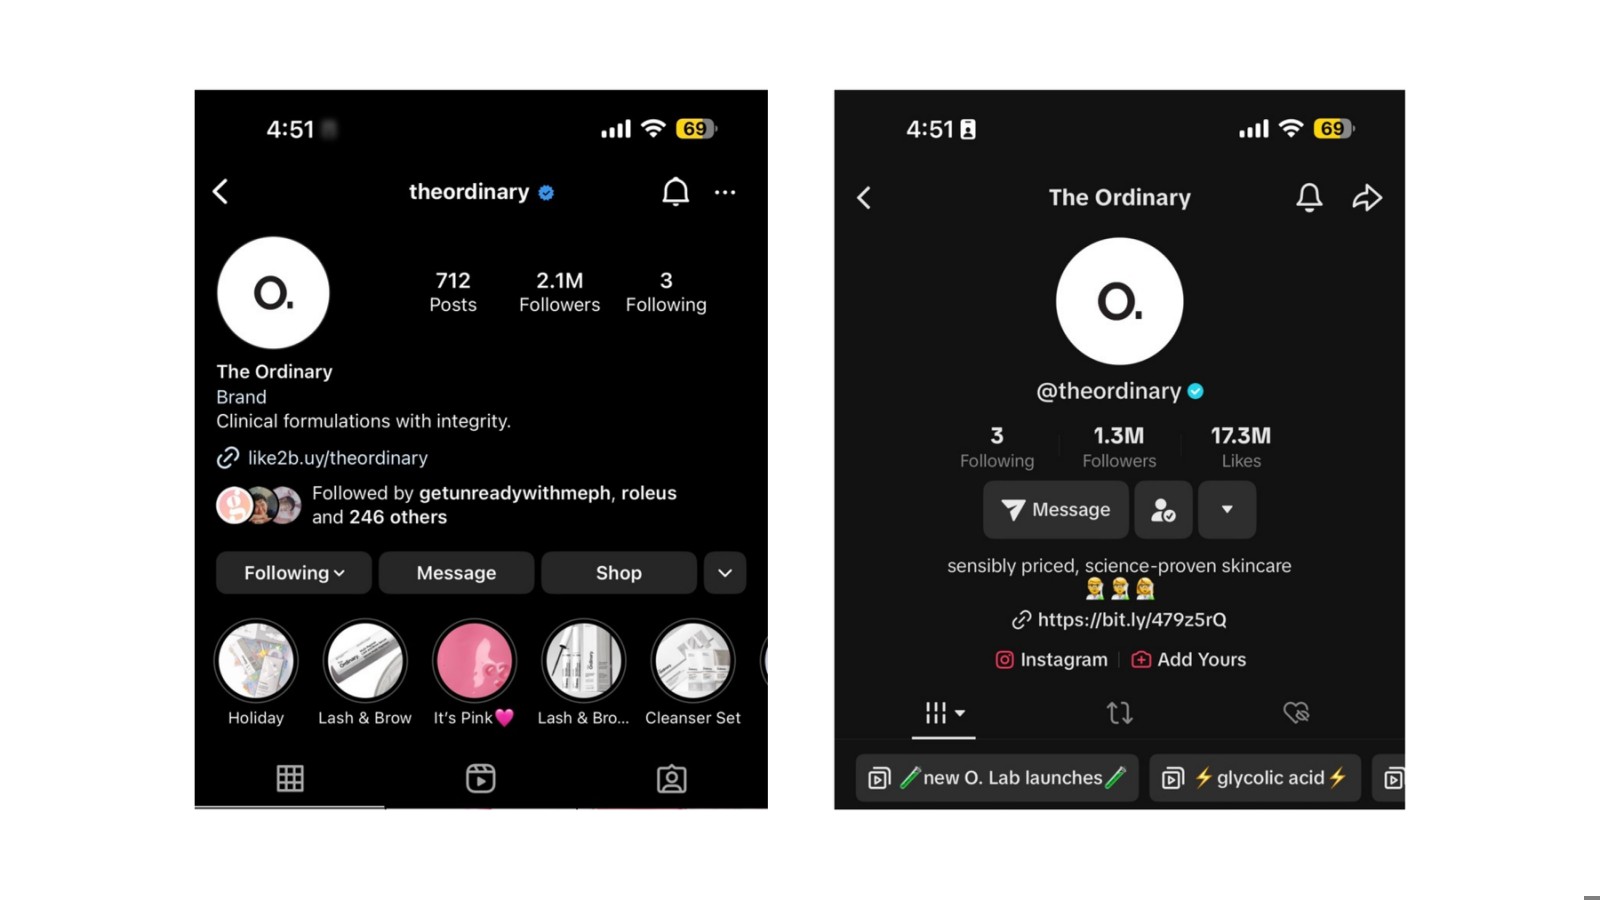 4:51
69
theordinary
O.
712
Posts
2.1M
Followers
3
Following
The Ordinary
Brand
Clinical formulations with integrity.
like2b.uy/theordinary
Followed by getunreadywithmeph, roleus
and 246 others
Following
Message
Shop
Holiday
Lash & Brow
It's Pink🩷
Lash & Bro...
Cleanser Set
4:51
69
The Ordinary
O.
@theordinary
3
Following
1.3M
Followers
17.3M
Likes
Message
sensibly priced, science-proven skincare
👨‍🔬👨‍🔬👩‍🔬
https://bit.ly/479z5rQ
Instagram
Add Yours
🧪new O. Lab launches🧪
⚡glycolic acid⚡